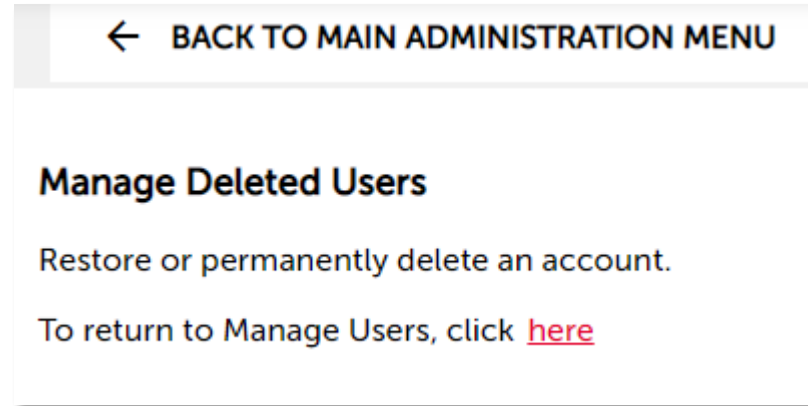 ← BACK TO MAIN ADMINISTRATION MENU
Manage Deleted Users
Restore or permanently delete an account.
To return to Manage Users, click here